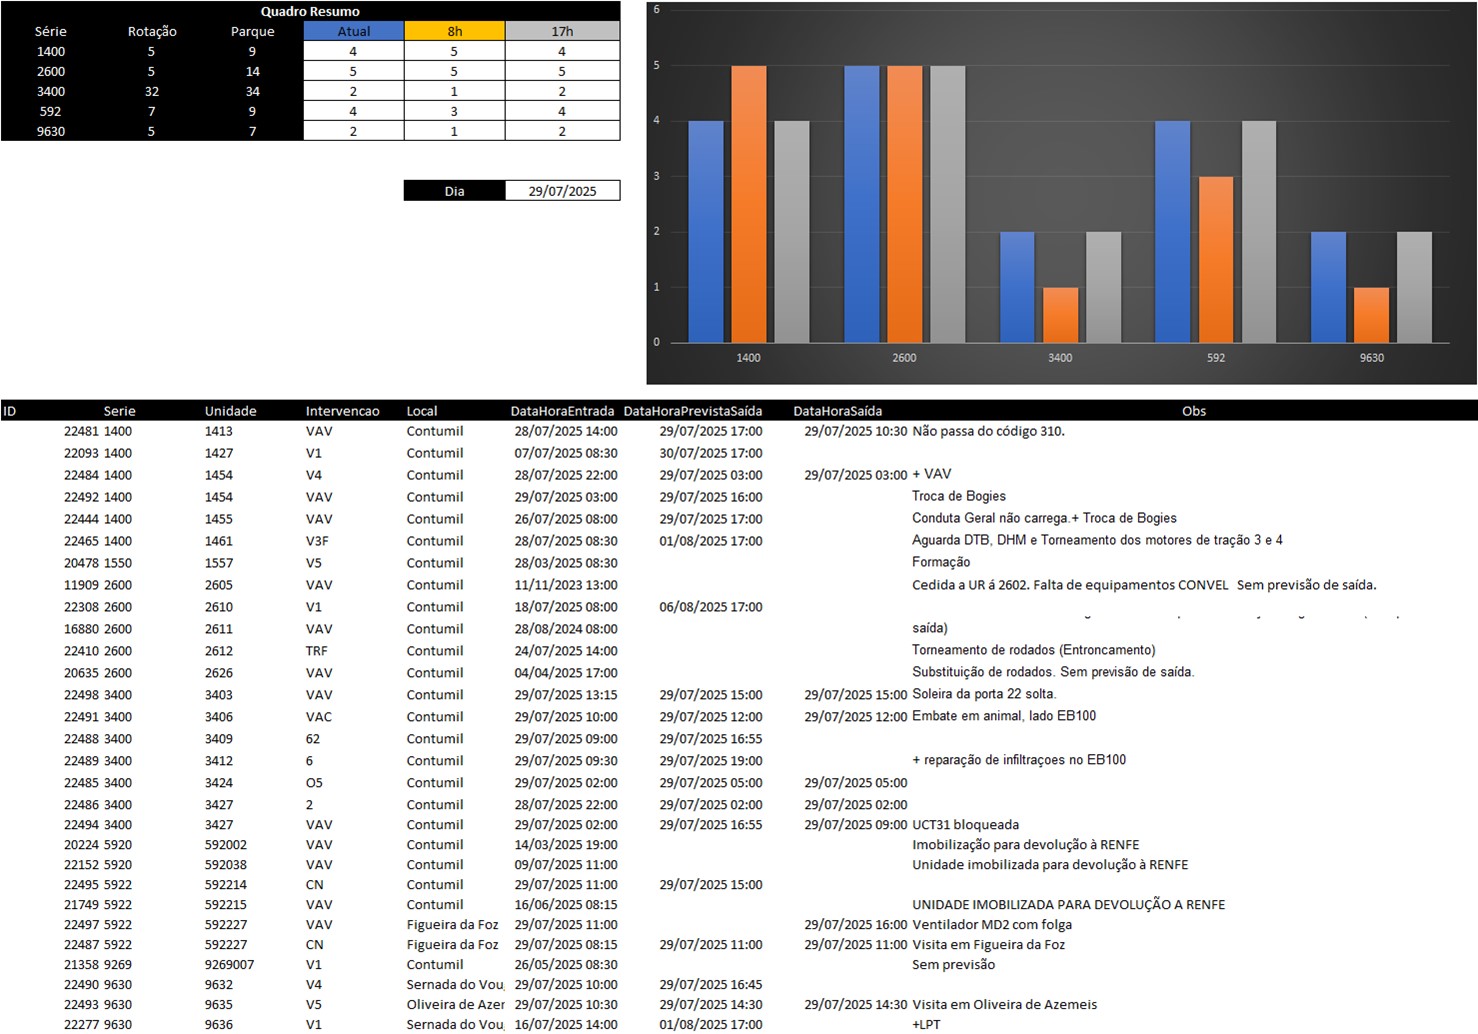 Quadro Resumo
Série Rotação Parque Atual 8h 17h
1400 5 9 4 5 4
2600 5 14 5 5 5
3400 32 34 2 1 2
592 7 9 4 3 4
9630 5 7 2 1 2
Dia 29/07/2025
6
5
4
3
2
1
0
1400 2600 3400 592 9630
ID Serie Unidade Intervencao Local DataHoraEntrada DataHoraPrevistaSaída DataHoraSaída Obs
22481 1400 1413 VAV Contumil 28/07/2025 14:00 29/07/2025 17:00 29/07/2025 10:30 Não passa do código 310.
22093 1400 1427 V1 Contumil 07/07/2025 08:30 30/07/2025 17:00
22484 1400 1454 V4 Contumil 28/07/2025 22:00 29/07/2025 03:00 29/07/2025 03:00 + VAV
22492 1400 1454 VAV Contumil 29/07/2025 03:00 29/07/2025 16:00 Troca de Bogies
22444 1400 1455 VAV Contumil 26/07/2025 08:00 29/07/2025 17:00 Conduta Geral não carrega.+ Troca de Bogies
22465 1400 1461 V3F Contumil 28/07/2025 08:30 01/08/2025 17:00 Aguarda DTB, DHM e Torneamento dos motores de tração 3 e 4
20478 1550 1557 V5 Contumil 28/03/2025 08:30 Formação
11909 2600 2605 VAV Contumil 11/11/2023 13:00 Cedida a UR á 2602. Falta de equipamentos CONVEL Sem previsão de saída.
22308 2600 2610 V1 Contumil 18/07/2025 08:00 06/08/2025 17:00
16880 2600 2611 VAV Contumil 28/08/2024 08:00 saída)
22410 2600 2612 TRF Contumil 24/07/2025 14:00 Torneamento de rodados (Entroncamento)
20635 2600 2626 VAV Contumil 04/04/2025 17:00 Substituição de rodados. Sem previsão de saída.
22498 3400 3403 VAV Contumil 29/07/2025 13:15 29/07/2025 15:00 29/07/2025 15:00 Soleira da porta 22 solta.
22491 3400 3406 VAC Contumil 29/07/2025 10:00 29/07/2025 12:00 29/07/2025 12:00 Embate em animal, lado EB100
22488 3400 3409 62 Contumil 29/07/2025 09:00 29/07/2025 16:55
22489 3400 3412 6 Contumil 29/07/2025 09:30 29/07/2025 19:00 + reparação de infiltraçoes no EB100
22485 3400 3424 O5 Contumil 29/07/2025 02:00 29/07/2025 05:00 29/07/2025 05:00
22486 3400 3427 2 Contumil 28/07/2025 22:00 29/07/2025 02:00 29/07/2025 02:00
22494 3400 3427 VAV Contumil 29/07/2025 02:00 29/07/2025 16:55 29/07/2025 09:00 UCT31 bloqueada
20224 5920 592002 VAV Contumil 14/03/2025 19:00 Imobilização para devolução à RENFE
22152 5920 592038 VAV Contumil 09/07/2025 11:00 Unidade imobilizada para devolução à RENFE
22495 5922 592214 CN Contumil 29/07/2025 11:00 29/07/2025 15:00
21749 5922 592215 VAV Contumil 16/06/2025 08:15 UNIDADE IMOBILIZADA PARA DEVOLUÇÃO A RENFE
22497 5922 592227 VAV Figueira da Foz 29/07/2025 11:00 29/07/2025 16:00 Ventilador MD2 com folga
22487 5922 592227 CN Figueira da Foz 29/07/2025 08:15 29/07/2025 11:00 29/07/2025 11:00 Visita em Figueira da Foz
21358 9269 9269007 V1 Contumil 26/05/2025 08:30 Sem previsão
22490 9630 9632 V4 Sernada do Vou 29/07/2025 10:00 29/07/2025 16:45
22493 9630 9635 V5 Oliveira de Azer 29/07/2025 10:30 29/07/2025 14:30 29/07/2025 14:30 Visita em Oliveira de Azemeis
22277 9630 9636 V1 Sernada do Vou 16/07/2025 14:00 01/08/2025 17:00 +LPT